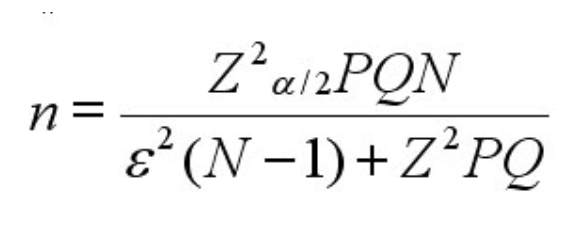 n = Z²α/2PQN / ε²(N − 1) + Z²PQ